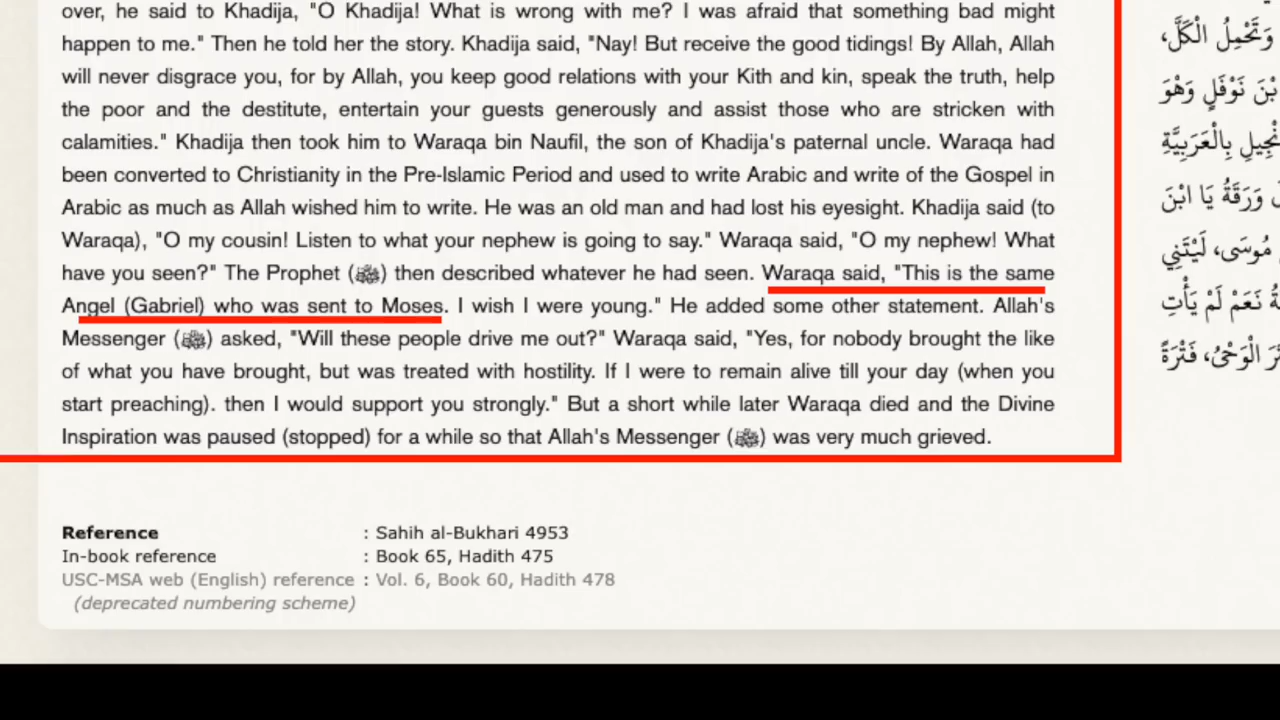 over, he said to Khadija, "O Khadija! What is wrong with me? I was afraid that something bad might
happen to me." Then he told her the story. Khadija said, "Nay! But receive the good tidings! By Allah, Allah
will never disgrace you, for by Allah, you keep good relations with your Kith and kin, speak the truth, help
the poor and the destitute, entertain your guests generously and assist those who are stricken with
calamities." Khadija then took him to Waraqa bin Naufil, the son of Khadija's paternal uncle. Waraqa had
been converted to Christianity in the Pre-Islamic Period and used to write Arabic and write of the Gospel in
Arabic as much as Allah wished him to write. He was an old man and had lost his eyesight. Khadija said (to
Waraqa), "O my cousin! Listen to what your nephew is going to say." Waraqa said, "O my nephew! What
have you seen?" The Prophet (ﷺ) then described whatever he had seen. Waraqa said, "This is the same
Angel (Gabriel) who was sent to Moses. I wish I were young." He added some other statement. Allah's
Messenger (ﷺ) asked, "Will these people drive me out?" Waraqa said, "Yes, for nobody brought the like
of what you have brought, but was treated with hostility. If I were to remain alive till your day (when you
start preaching). then I would support you strongly." But a short while later Waraqa died and the Divine
Inspiration was paused (stopped) for a while so that Allah's Messenger (ﷺ) was very much grieved.
وَتَحْمِلُ الْكَلَّ،
بْنَ نَوْفَلٍ وَهْوَ
بِالْعَرَبِيَّةِ
وَرَقَةُ يَا ابْنَ
مُوسَى، لَيْتَنِي
نَعَمْ لَمْ يَأْتِ
الْوَحْىُ، فَتْرَةً
Reference : Sahih al-Bukhari 4953
In-book reference : Book 65, Hadith 475
USC-MSA web (English) reference : Vol. 6, Book 60, Hadith 478
(deprecated numbering scheme)